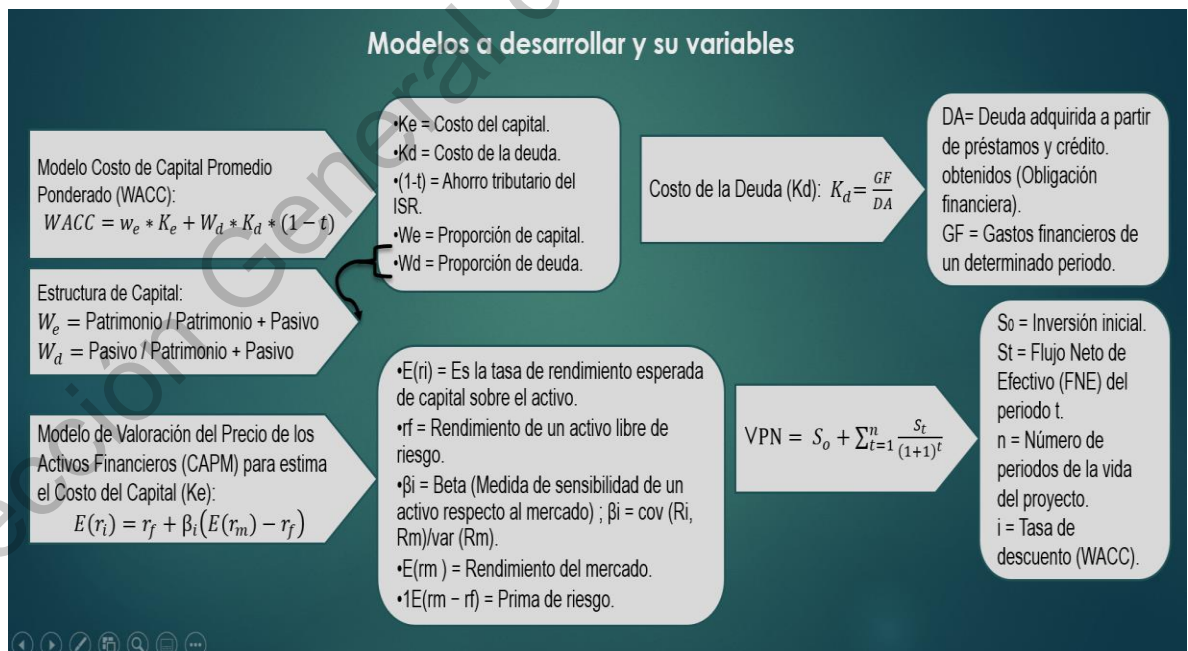 Modelos a desarrollar y su variables
Modelo Costo de Capital Promedio
Ponderado (WACC):
WACC = w_e * K_e + W_d * K_d * (1 − t)
•Ke = Costo del capital.
•Kd = Costo de la deuda.
•(1-t) = Ahorro tributario del
ISR.
•We = Proporción de capital.
•Wd = Proporción de deuda.
Estructura de Capital:
W_e = Patrimonio / Patrimonio + Pasivo
W_d = Pasivo / Patrimonio + Pasivo
Modelo de Valoración del Precio de los
Activos Financieros (CAPM) para estima
el Costo del Capital (Ke):
E(r_i) = r_f + β_i(E(r_m) − r_f)
•E(ri) = Es la tasa de rendimiento esperada
de capital sobre el activo.
•rf = Rendimiento de un activo libre de
riesgo.
•βi = Beta (Medida de sensibilidad de un
activo respecto al mercado) ; βi = cov (Ri,
Rm)/var (Rm).
•E(rm ) = Rendimiento del mercado.
•1E(rm − rf) = Prima de riesgo.
Costo de la Deuda (Kd): K_d = GF/DA
DA= Deuda adquirida a partir
de préstamos y crédito.
obtenidos (Obligación
financiera).
GF = Gastos financieros de
un determinado periodo.
VPN = S_o + ∑_{t=1}^{n} S_t/(1+1)^t
So = Inversión inicial.
St = Flujo Neto de
Efectivo (FNE) del
periodo t.
n = Número de
periodos de la vida
del proyecto.
i = Tasa de
descuento (WACC).
ección General